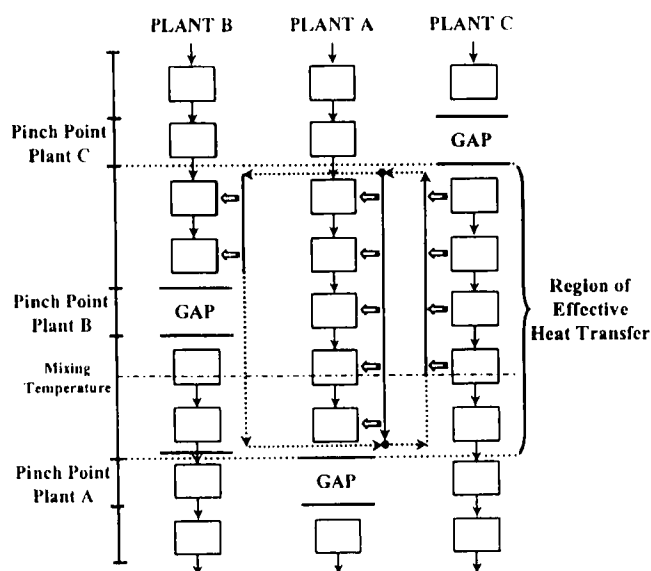 PLANT B
PLANT A
PLANT C
Pinch Point
Plant C
GAP
Pinch Point
Plant B
GAP
Region of
Effective
Heat Transfer
Mixing
Temperature
Pinch Point
Plant A
GAP